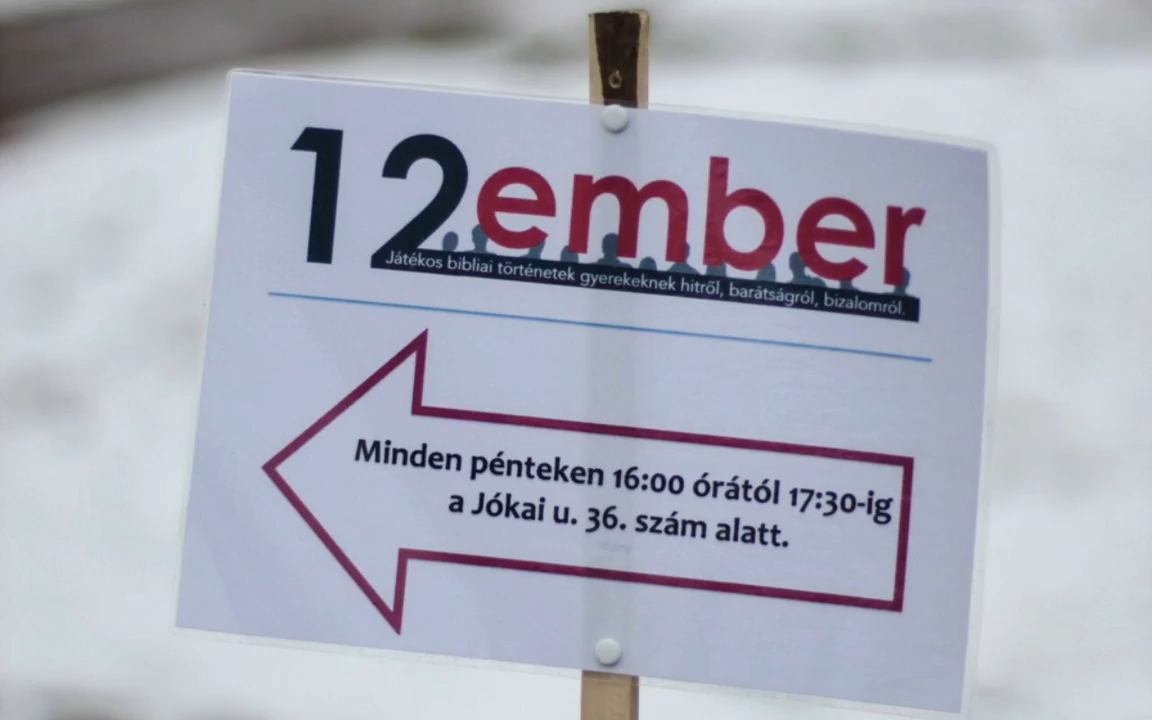 12ember
Játékos bibliai történetek gyerekeknek hitről, barátságról, bizalomról.
Minden pénteken 16:00 órától 17:30-ig
a Jókai u. 36. szám alatt.